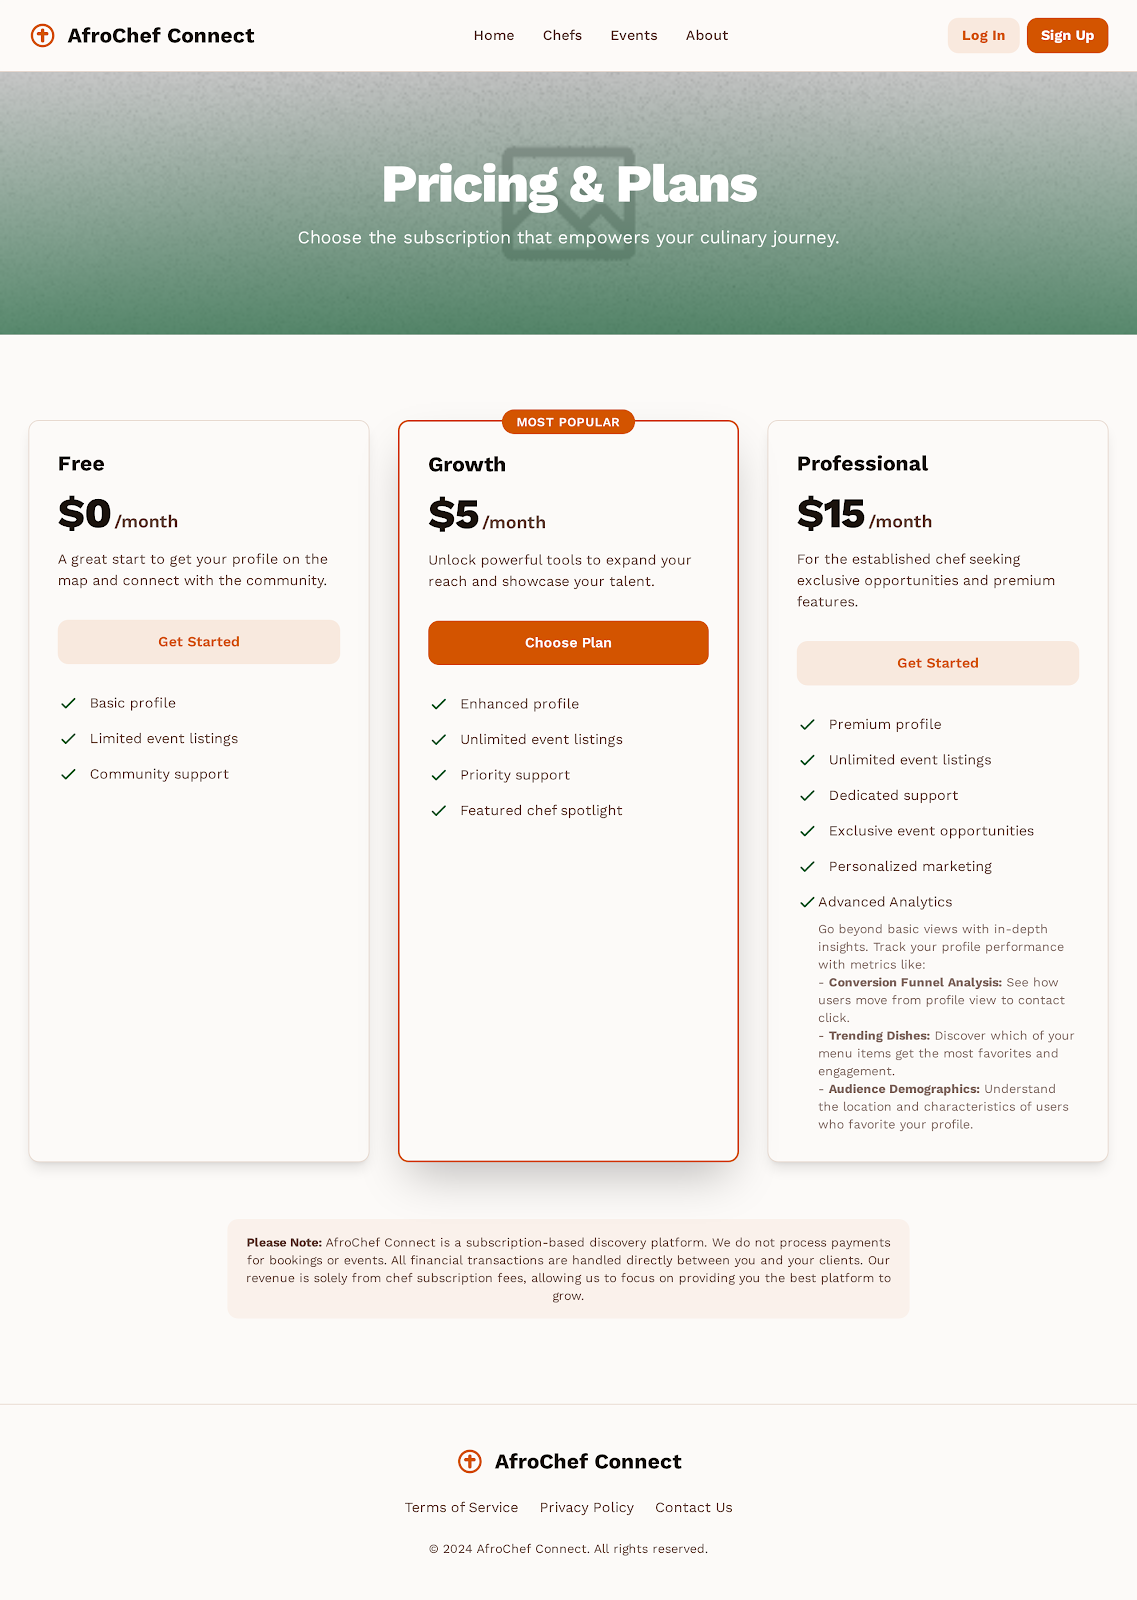 AfroChef Connect
Home Chefs Events About
Log In Sign Up
Pricing & Plans
Choose the subscription that empowers your culinary journey.
Free
$0 /month
A great start to get your profile on the
map and connect with the community.
Get Started
Basic profile
Limited event listings
Community support
MOST POPULAR
Growth
$5 /month
Unlock powerful tools to expand your
reach and showcase your talent.
Choose Plan
Enhanced profile
Unlimited event listings
Priority support
Featured chef spotlight
Professional
$15 /month
For the established chef seeking
exclusive opportunities and premium
features.
Get Started
Premium profile
Unlimited event listings
Dedicated support
Exclusive event opportunities
Personalized marketing
Advanced Analytics
Go beyond basic views with in-depth
insights. Track your profile performance
with metrics like:
- Conversion Funnel Analysis: See how
users move from profile view to contact
click.
- Trending Dishes: Discover which of your
menu items get the most favorites and
engagement.
- Audience Demographics: Understand
the location and characteristics of users
who favorite your profile.
Please Note: AfroChef Connect is a subscription-based discovery platform. We do not process payments
for bookings or events. All financial transactions are handled directly between you and your clients. Our
revenue is solely from chef subscription fees, allowing us to focus on providing you the best platform to
grow.
AfroChef Connect
Terms of Service Privacy Policy Contact Us
© 2024 AfroChef Connect. All rights reserved.